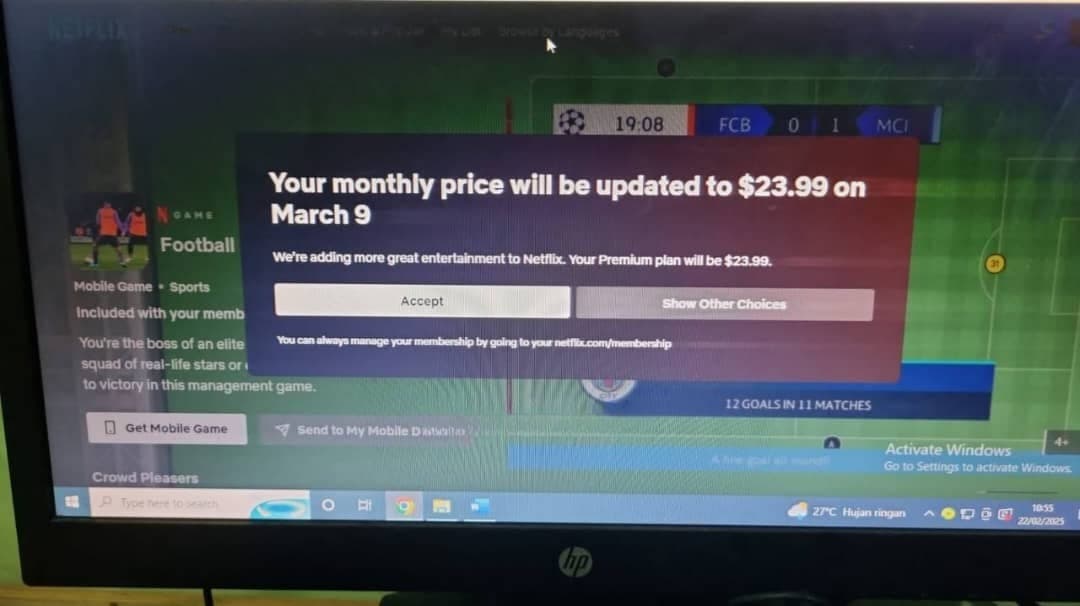 NETFLIX
My List
Browse by Languages
19:08 FCB 0 1 MCI
Your monthly price will be updated to $23.99 on
March 9
We're adding more great entertainment to Netflix. Your Premium plan will be $23.99.
Accept
Show Other Choices
You can always manage your membership by going to your netflix.com/membership
N GAME
Football
Mobile Game • Sports
Included with your memb
You're the boss of an elite
squad of real-life stars or
to victory in this management game.
31
12 GOALS IN 11 MATCHES
Get Mobile Game
Send to My Mobile
4+
Activate Windows
Go to Settings to activate Windows.
Crowd Pleasers
Type here to search
27°C Hujan ringan
10:55
22/02/2025
hp